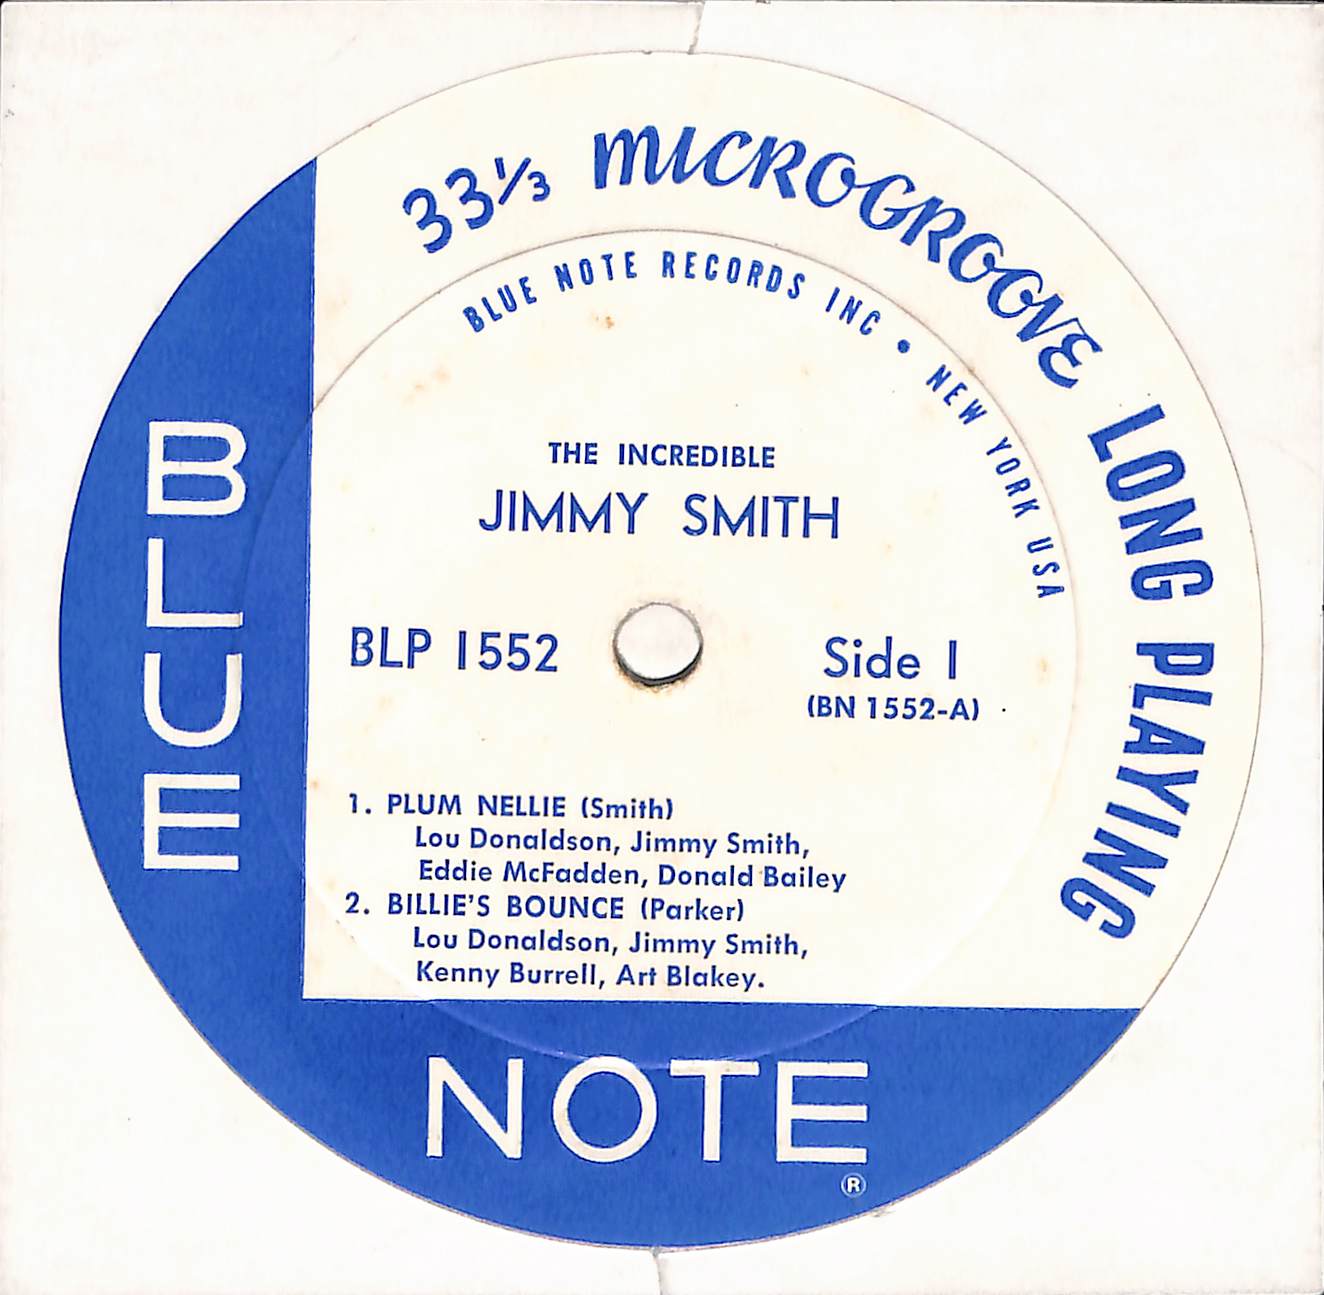 33⅓ MICROGROOVE LONG PLAYING
BLUE NOTE RECORDS INC • NEW YORK USA
THE INCREDIBLE
JIMMY SMITH
BLP 1552
Side 1
(BN 1552-A)
1. PLUM NELLIE (Smith)
Lou Donaldson, Jimmy Smith,
Eddie McFadden, Donald Bailey
2. BILLIE'S BOUNCE (Parker)
Lou Donaldson, Jimmy Smith,
Kenny Burrell, Art Blakey.
BLUE
NOTE
®